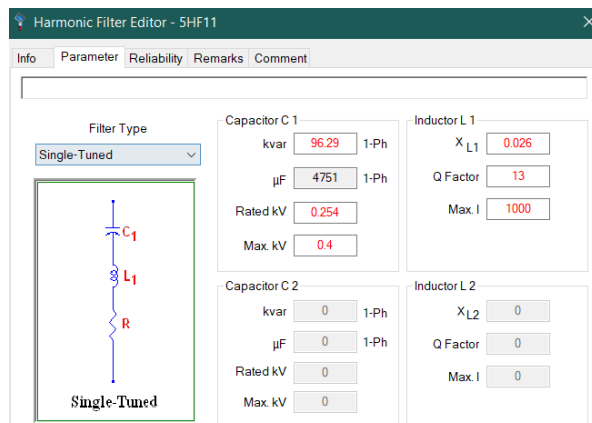 Harmonic Filter Editor - 5HF11
Info Parameter Reliability Remarks Comment
Filter Type
Single-Tuned
C1
L1
R
Single-Tuned
Capacitor C 1
kvar 96.29 1-Ph
µF 4751 1-Ph
Rated kV 0.254
Max. kV 0.4
Inductor L 1
X L1 0.026
Q Factor 13
Max. I 1000
Capacitor C 2
kvar 0 1-Ph
µF 0 1-Ph
Rated kV 0
Max. kV 0
Inductor L 2
X L2 0
Q Factor 0
Max. I 0